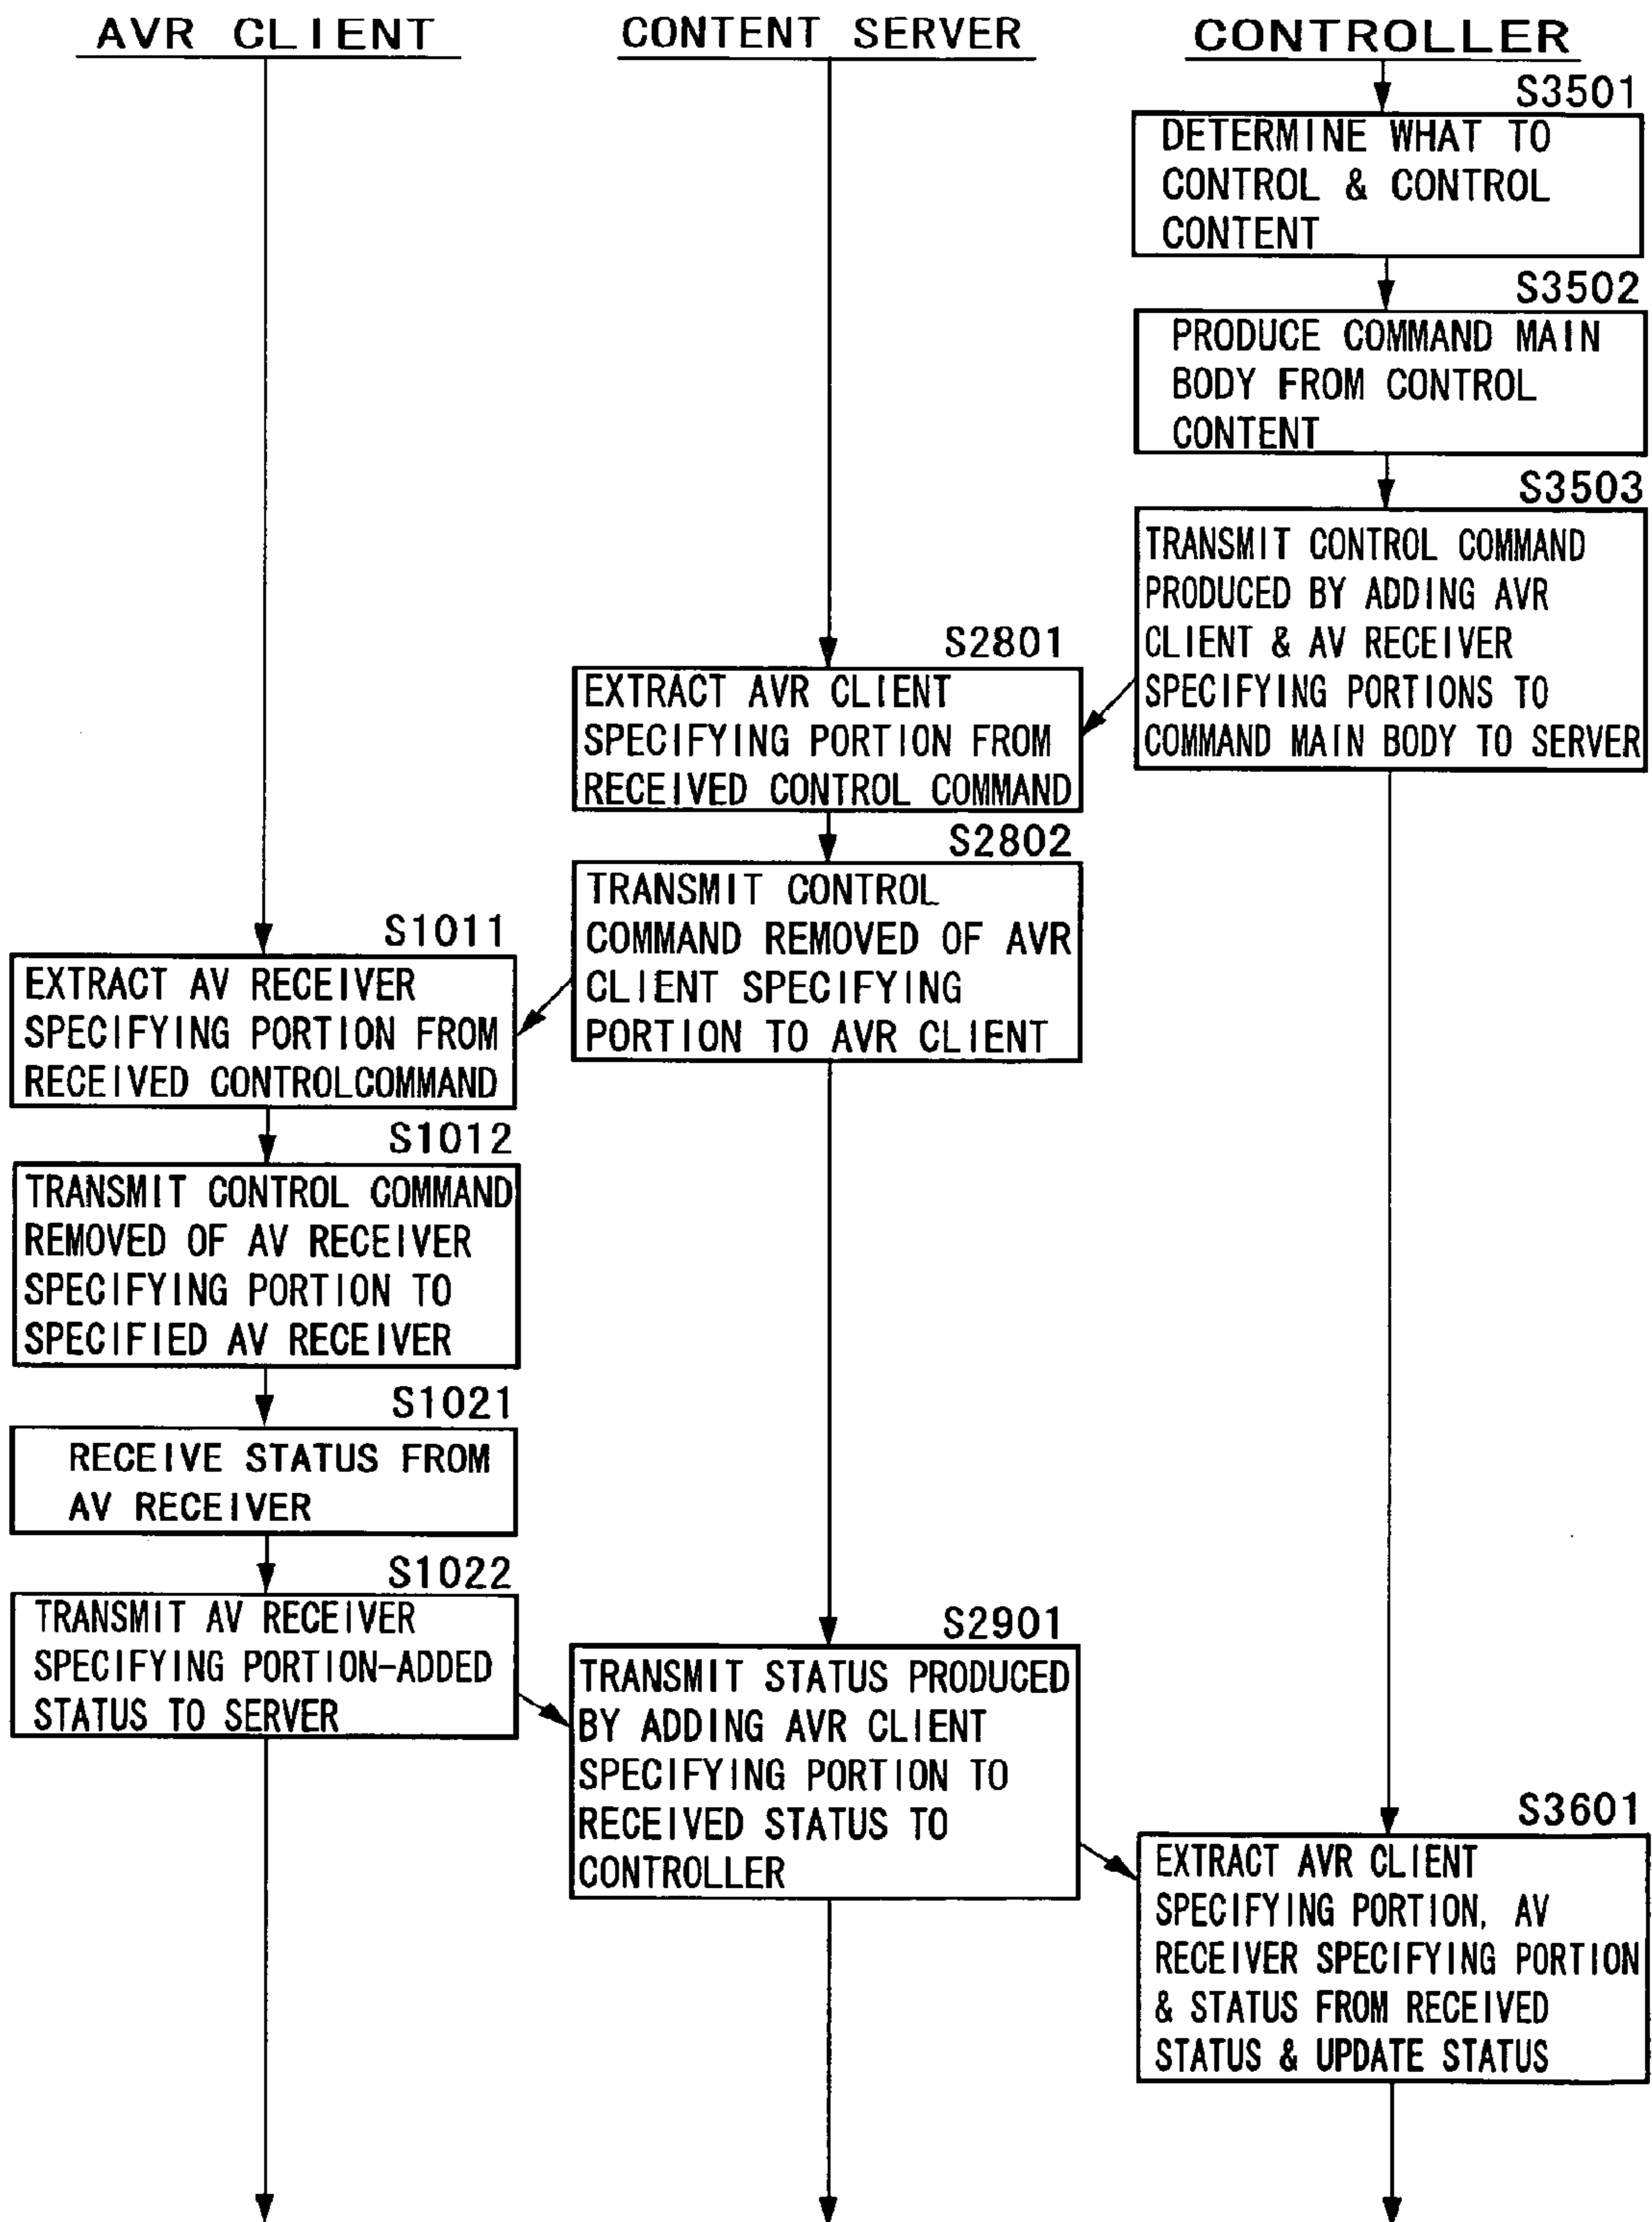 AVR CLIENT
CONTENT SERVER
CONTROLLER
S3501
DETERMINE WHAT TO
CONTROL & CONTROL
CONTENT
S3502
PRODUCE COMMAND MAIN
BODY FROM CONTROL
CONTENT
S3503
TRANSMIT CONTROL COMMAND
PRODUCED BY ADDING AVR
CLIENT & AV RECEIVER
SPECIFYING PORTIONS TO
COMMAND MAIN BODY TO SERVER
S2801
EXTRACT AVR CLIENT
SPECIFYING PORTION FROM
RECEIVED CONTROL COMMAND
S2802
TRANSMIT CONTROL
COMMAND REMOVED OF AVR
CLIENT SPECIFYING
PORTION TO AVR CLIENT
S1011
EXTRACT AV RECEIVER
SPECIFYING PORTION FROM
RECEIVED CONTROLCOMMAND
S1012
TRANSMIT CONTROL COMMAND
REMOVED OF AV RECEIVER
SPECIFYING PORTION TO
SPECIFIED AV RECEIVER
S1021
RECEIVE STATUS FROM
AV RECEIVER
S1022
TRANSMIT AV RECEIVER
SPECIFYING PORTION-ADDED
STATUS TO SERVER
S2901
TRANSMIT STATUS PRODUCED
BY ADDING AVR CLIENT
SPECIFYING PORTION TO
RECEIVED STATUS TO
CONTROLLER
S3601
EXTRACT AVR CLIENT
SPECIFYING PORTION, AV
RECEIVER SPECIFYING PORTION
& STATUS FROM RECEIVED
STATUS & UPDATE STATUS